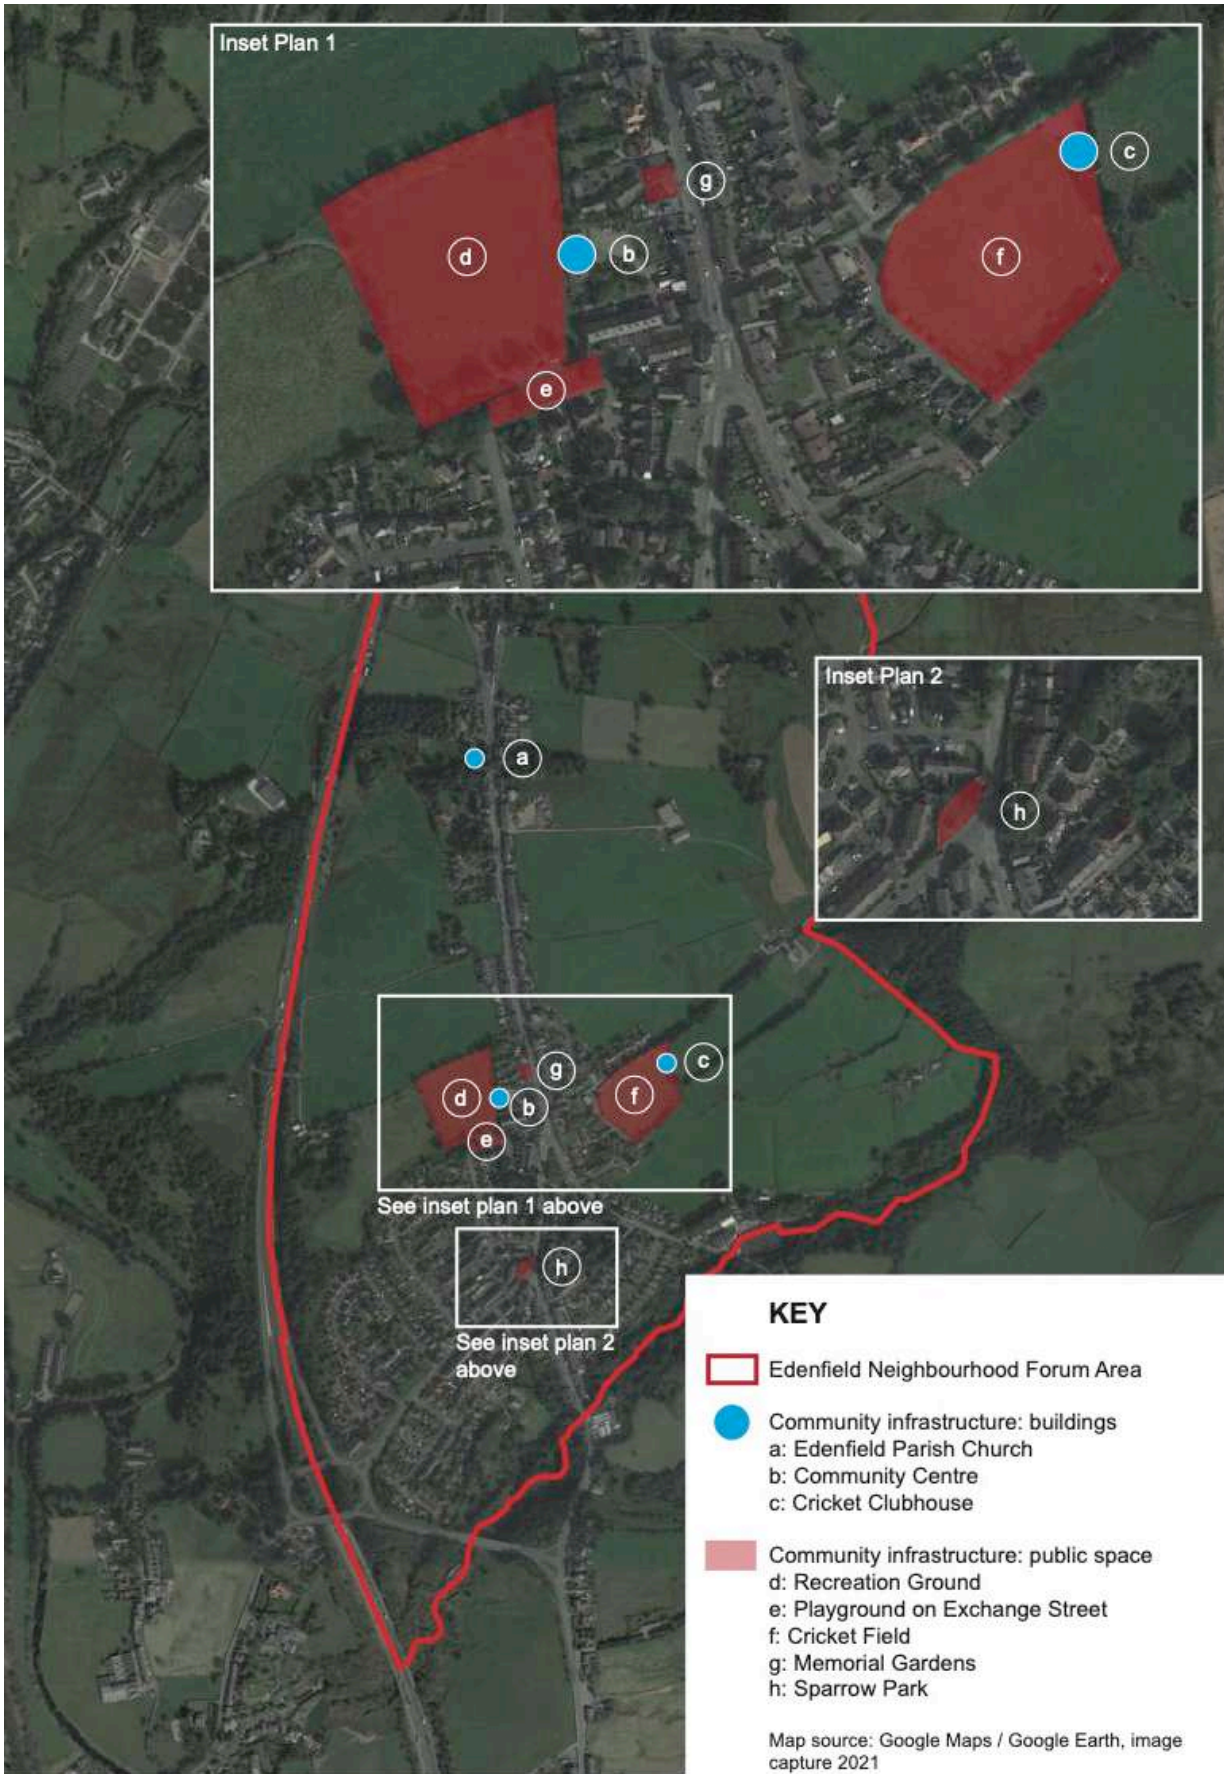 Inset Plan 1
c
g
b
d
f
e
Inset Plan 2
a
h
c
g
d
f
b
e
See inset plan 1 above
h
See inset plan 2
above
KEY
Edenfield Neighbourhood Forum Area
Community infrastructure: buildings
a: Edenfield Parish Church
b: Community Centre
c: Cricket Clubhouse
Community infrastructure: public space
d: Recreation Ground
e: Playground on Exchange Street
f: Cricket Field
g: Memorial Gardens
h: Sparrow Park
Map source: Google Maps / Google Earth, image
capture 2021